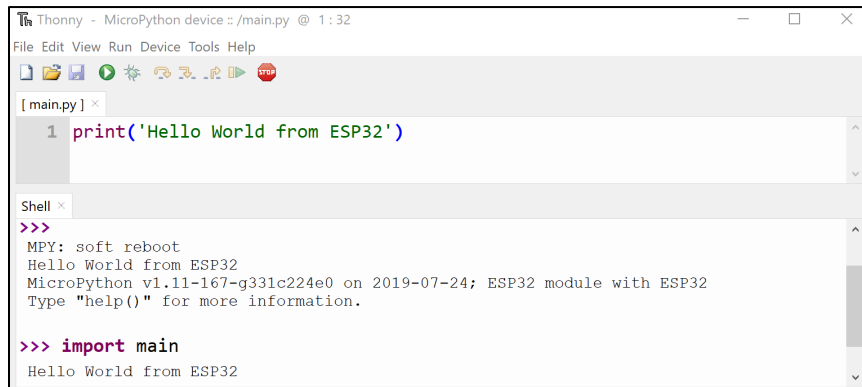 Th Thonny - MicroPython device :: /main.py @ 1 : 32
File Edit View Run Device Tools Help
STOP
[ main.py ] ×
1 print('Hello World from ESP32')
Shell ×
>>>
MPY: soft reboot
Hello World from ESP32
MicroPython v1.11-167-g331c224e0 on 2019-07-24; ESP32 module with ESP32
Type "help()" for more information.
>>> import main
Hello World from ESP32